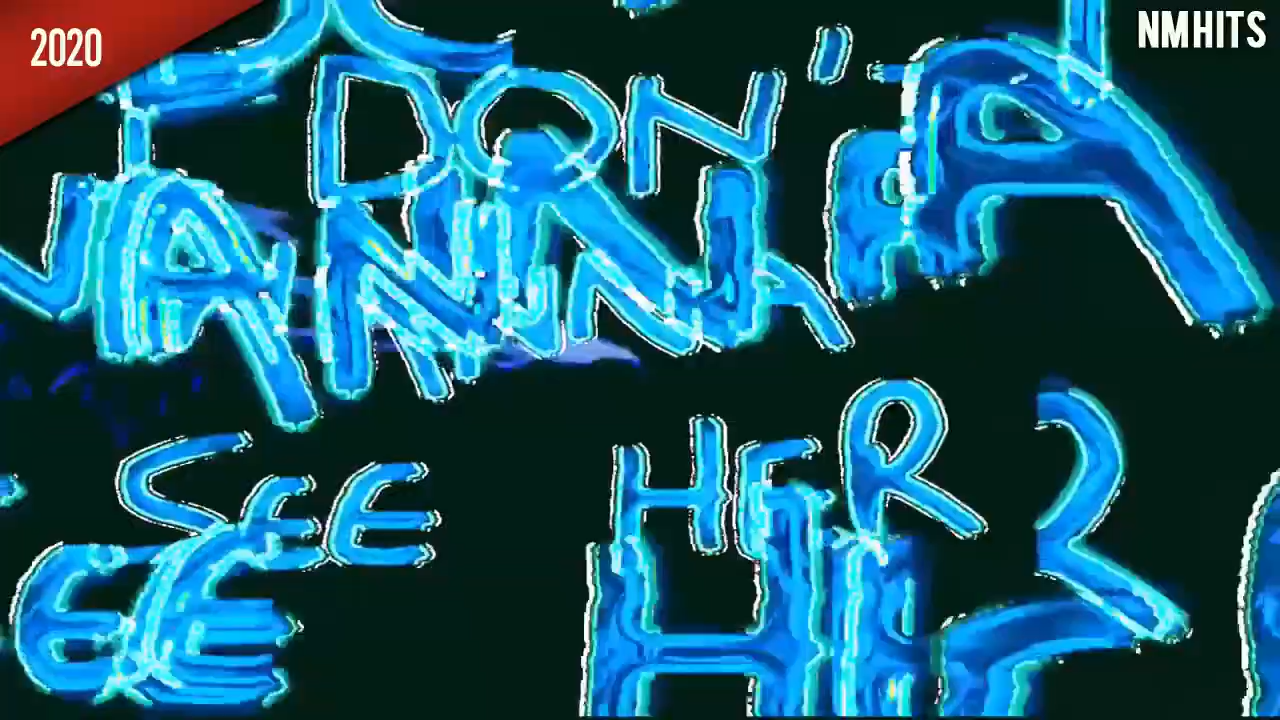 2020
NMHITS
I DON'
WANNA
SEE HER